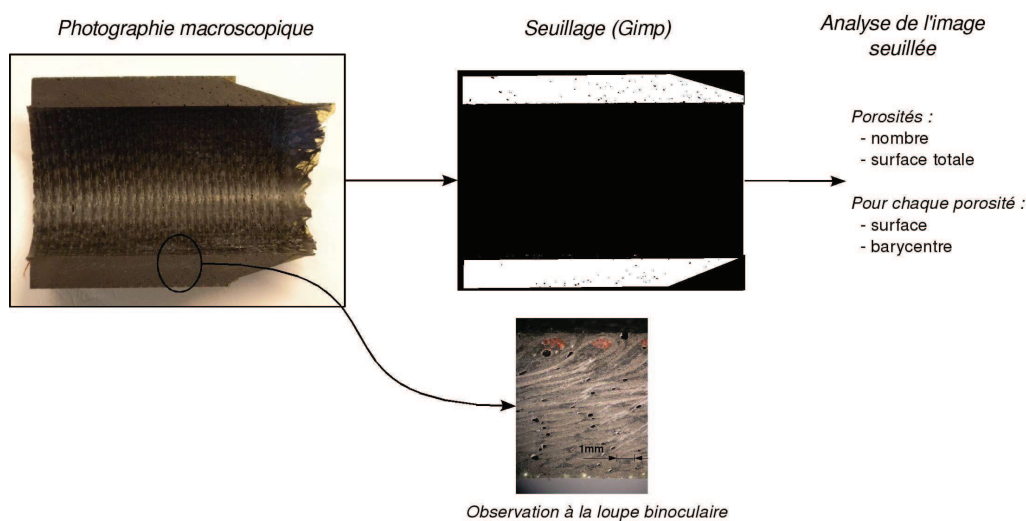 Photographie macroscopique
Seuillage (Gimp)
Analyse de l'image
seuillée
Porosités :
- nombre
- surface totale
Pour chaque porosité :
- surface
- barycentre
1mm
Observation à la loupe binoculaire